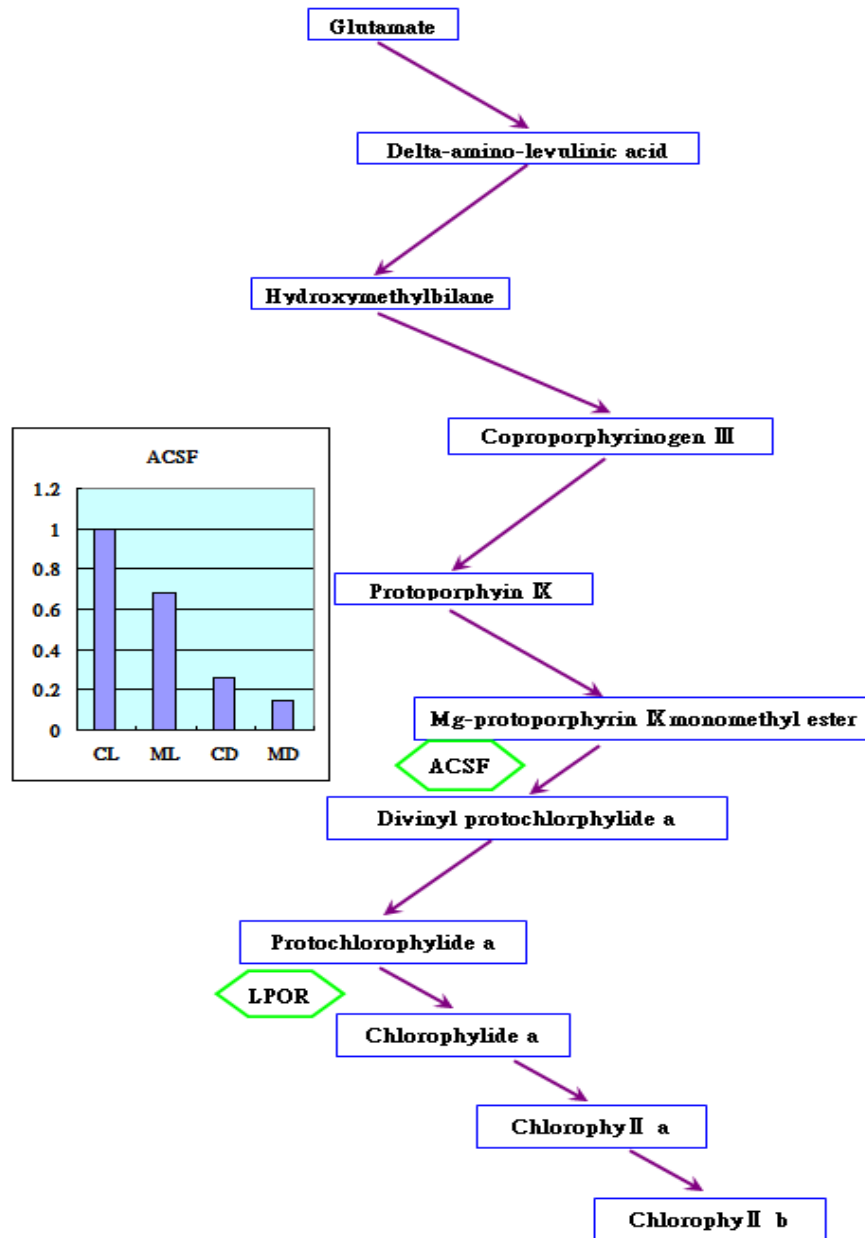 Glutamate
Delta-amino-levulinic acid
Hydroxymethylbilane
Coproporphyrinogen Ⅲ
ACSF
1.2
1
0.8
0.6
0.4
0.2
0
CL ML CD MD
Protoporphyin Ⅸ
Mg-protoporphyrin Ⅸ monomethyl ester
ACSF
Divinyl protochlorphylide a
Protochlorophylide a
LPOR
Chlorophylide a
ChlorophyⅡ a
ChlorophyⅡ b